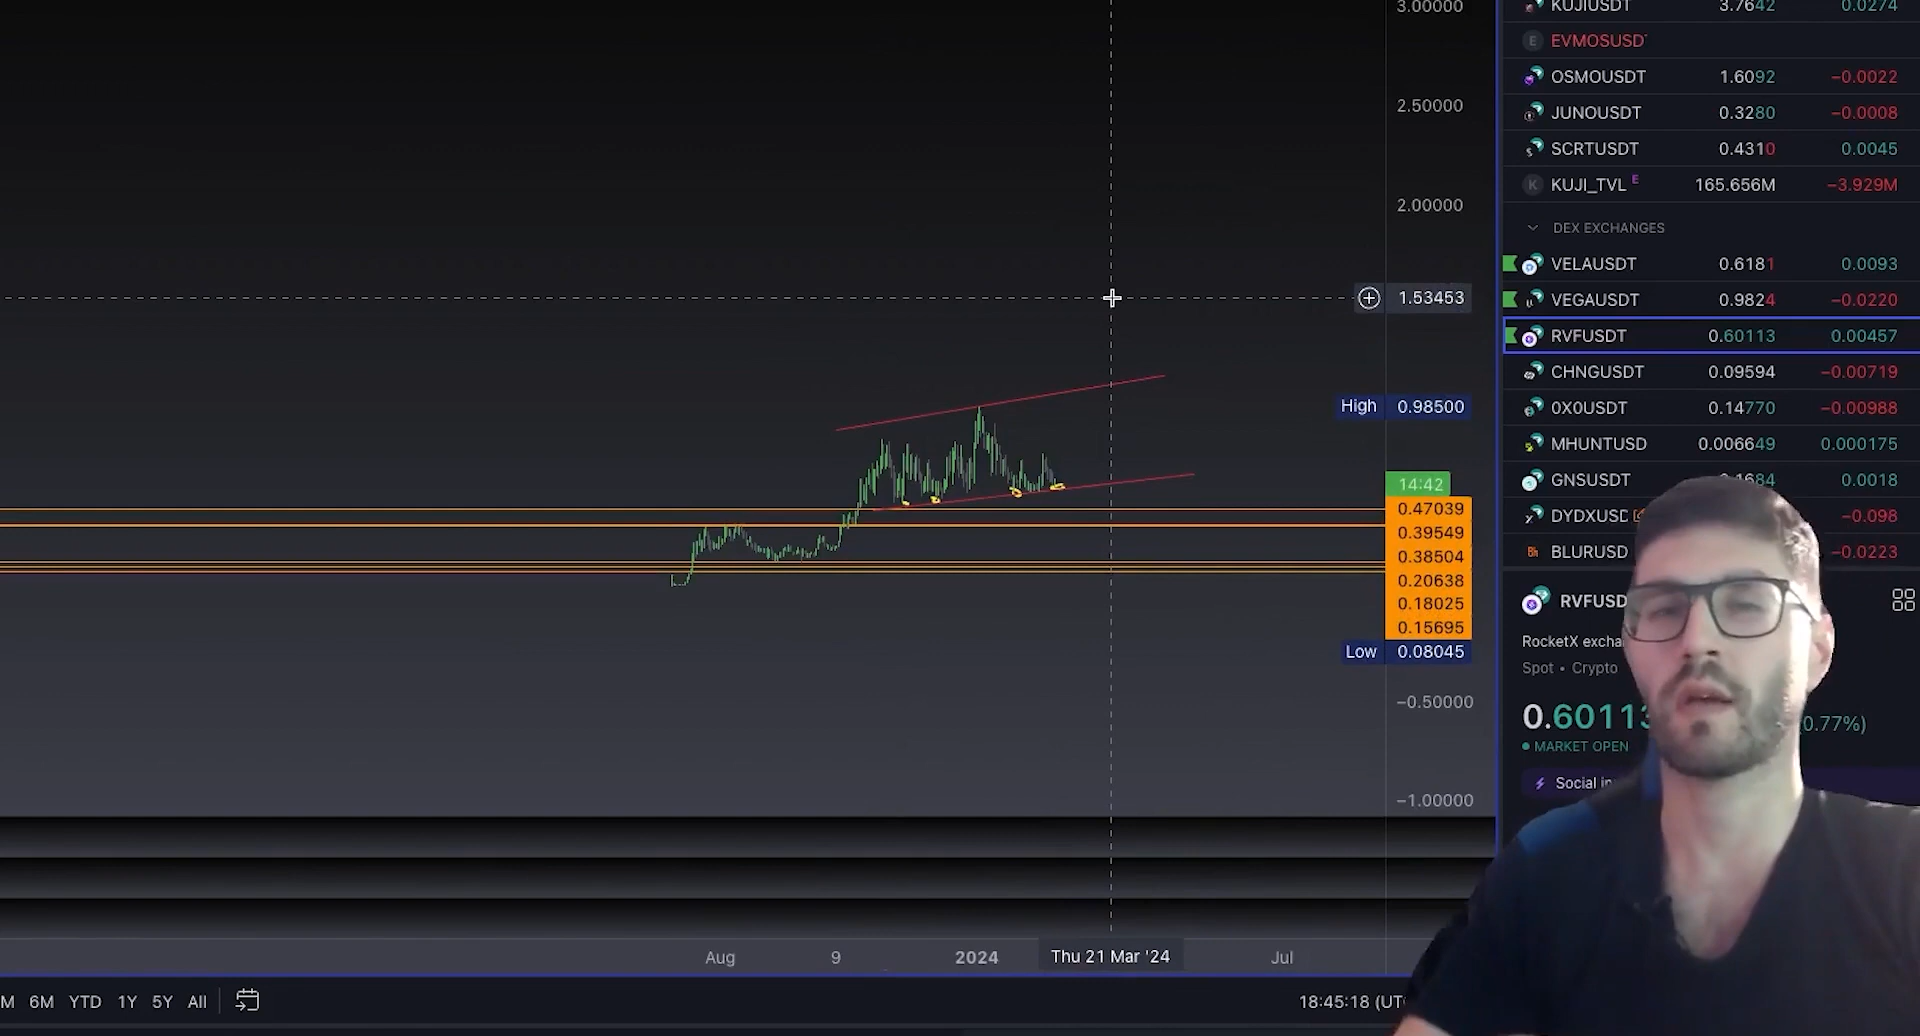 3.00000
2.50000
2.00000
1.53453
High 0.98500
14:42
0.47039
0.39549
0.38504
0.20638
0.18025
0.15695
Low 0.08045
−0.50000
−1.00000
Aug 9 2024 Thu 21 Mar '24 Jul
M 6M YTD 1Y 5Y All
18:45:18 (UTC
KUJIUSDT 3.7642 0.0274
E EVMOSUSDT
OSMOUSDT 1.6092 −0.0022
JUNOUSDT 0.3280 −0.0008
SCRTUSDT 0.4310 0.0045
K KUJI_TVL E 165.656M −3.929M
DEX EXCHANGES
VELAUSDT 0.6181 0.0093
VEGAUSDT 0.9824 −0.0220
RVFUSDT 0.60113 0.00457
CHNGUSDT 0.09594 −0.00719
0X0USDT 0.14770 −0.00988
MHUNTUSD 0.006649 0.000175
GNSUSDT 1684 0.0018
DYDXUSD −0.098
BLURUSD −0.0223
RVFUSD
RocketX excha
Spot • Crypto
0.60113 (0.77%)
MARKET OPEN
Social in